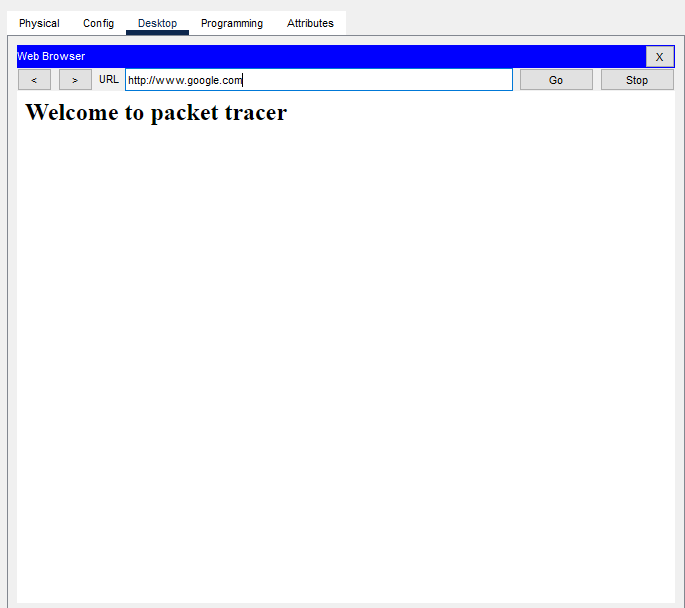 Physical Config Desktop Programming Attributes
Web Browser X
< > URL http://www.google.com Go Stop
Welcome to packet tracer